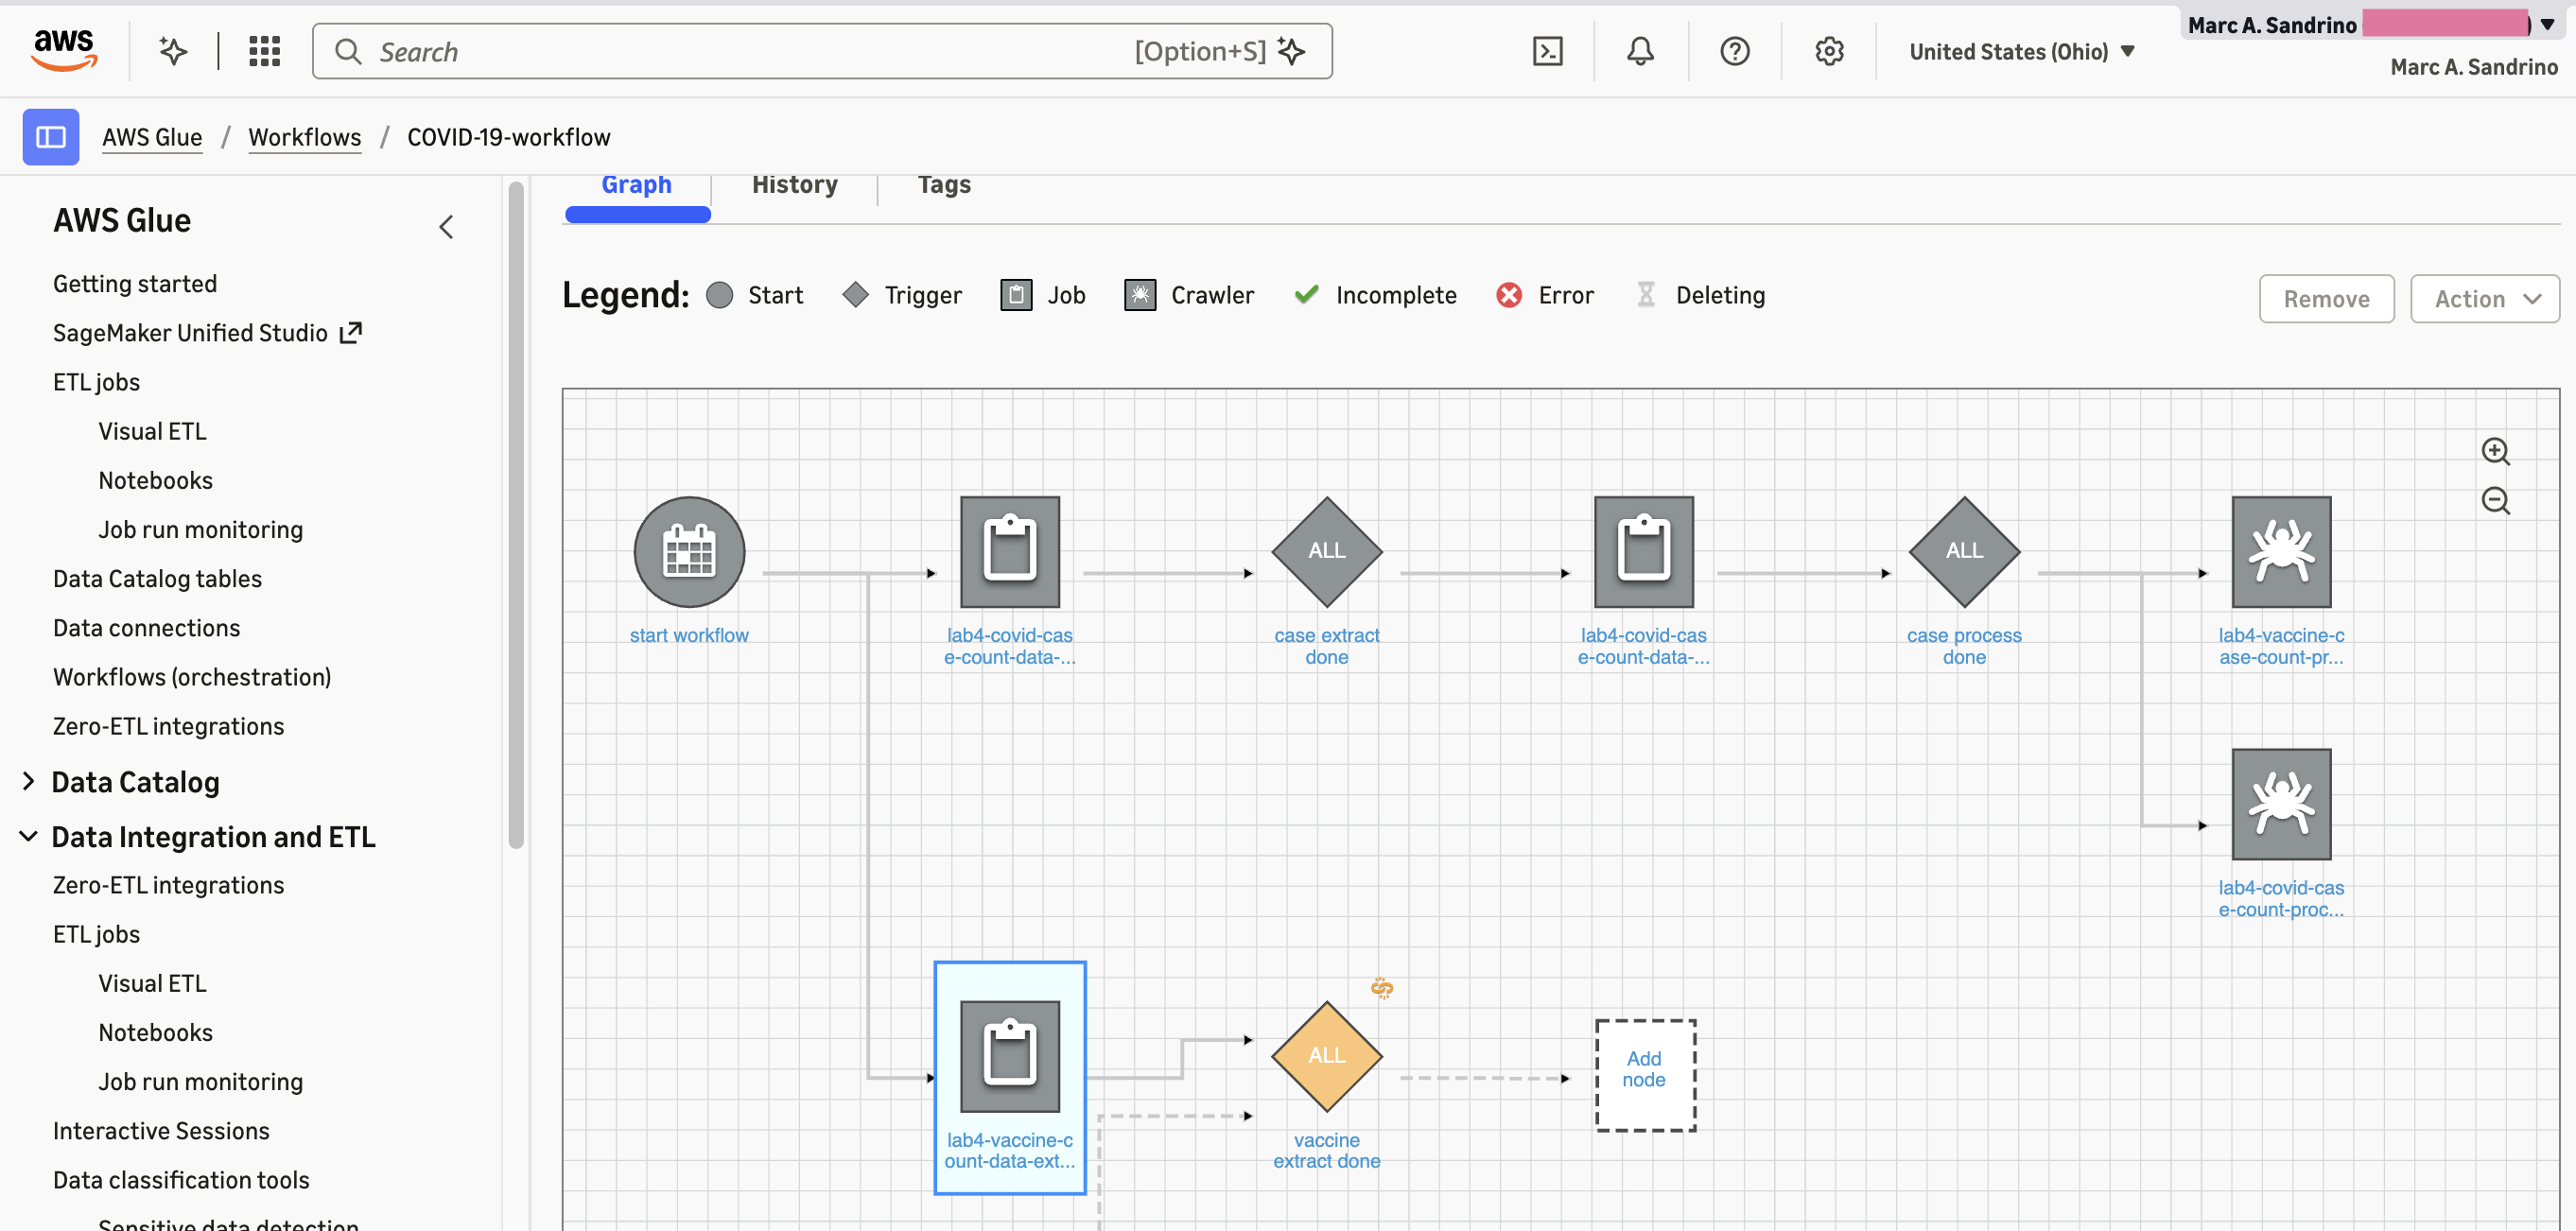 aws
Search
[Option+S]
United States (Ohio)
Marc A. Sandrino
Marc A. Sandrino
AWS Glue / Workflows / COVID-19-workflow
AWS Glue
Getting started
SageMaker Unified Studio
ETL jobs
Visual ETL
Notebooks
Job run monitoring
Data Catalog tables
Data connections
Workflows (orchestration)
Zero-ETL integrations
Data Catalog
Data Integration and ETL
Zero-ETL integrations
ETL jobs
Visual ETL
Notebooks
Job run monitoring
Interactive Sessions
Data classification tools
Sensitive data detection
Graph
History
Tags
Legend: Start Trigger Job Crawler Incomplete Error Deleting
Remove
Action
start workflow
lab4-covid-cas
e-count-data-...
ALL
case extract
done
lab4-covid-cas
e-count-data-...
ALL
case process
done
lab4-vaccine-c
ase-count-pr...
lab4-covid-cas
e-count-proc...
lab4-vaccine-c
ount-data-ext...
ALL
vaccine
extract done
Add
node